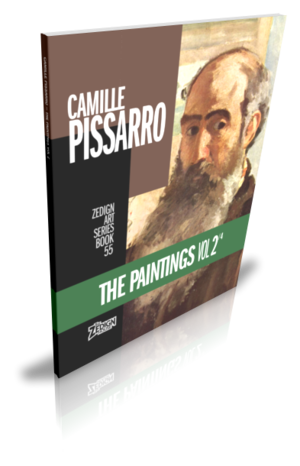 CAMILLE
PISSARRO
ZEDIGN
ART
SERIES
BOOK
55
THE PAINTINGS VOL 2
ZEDIGN